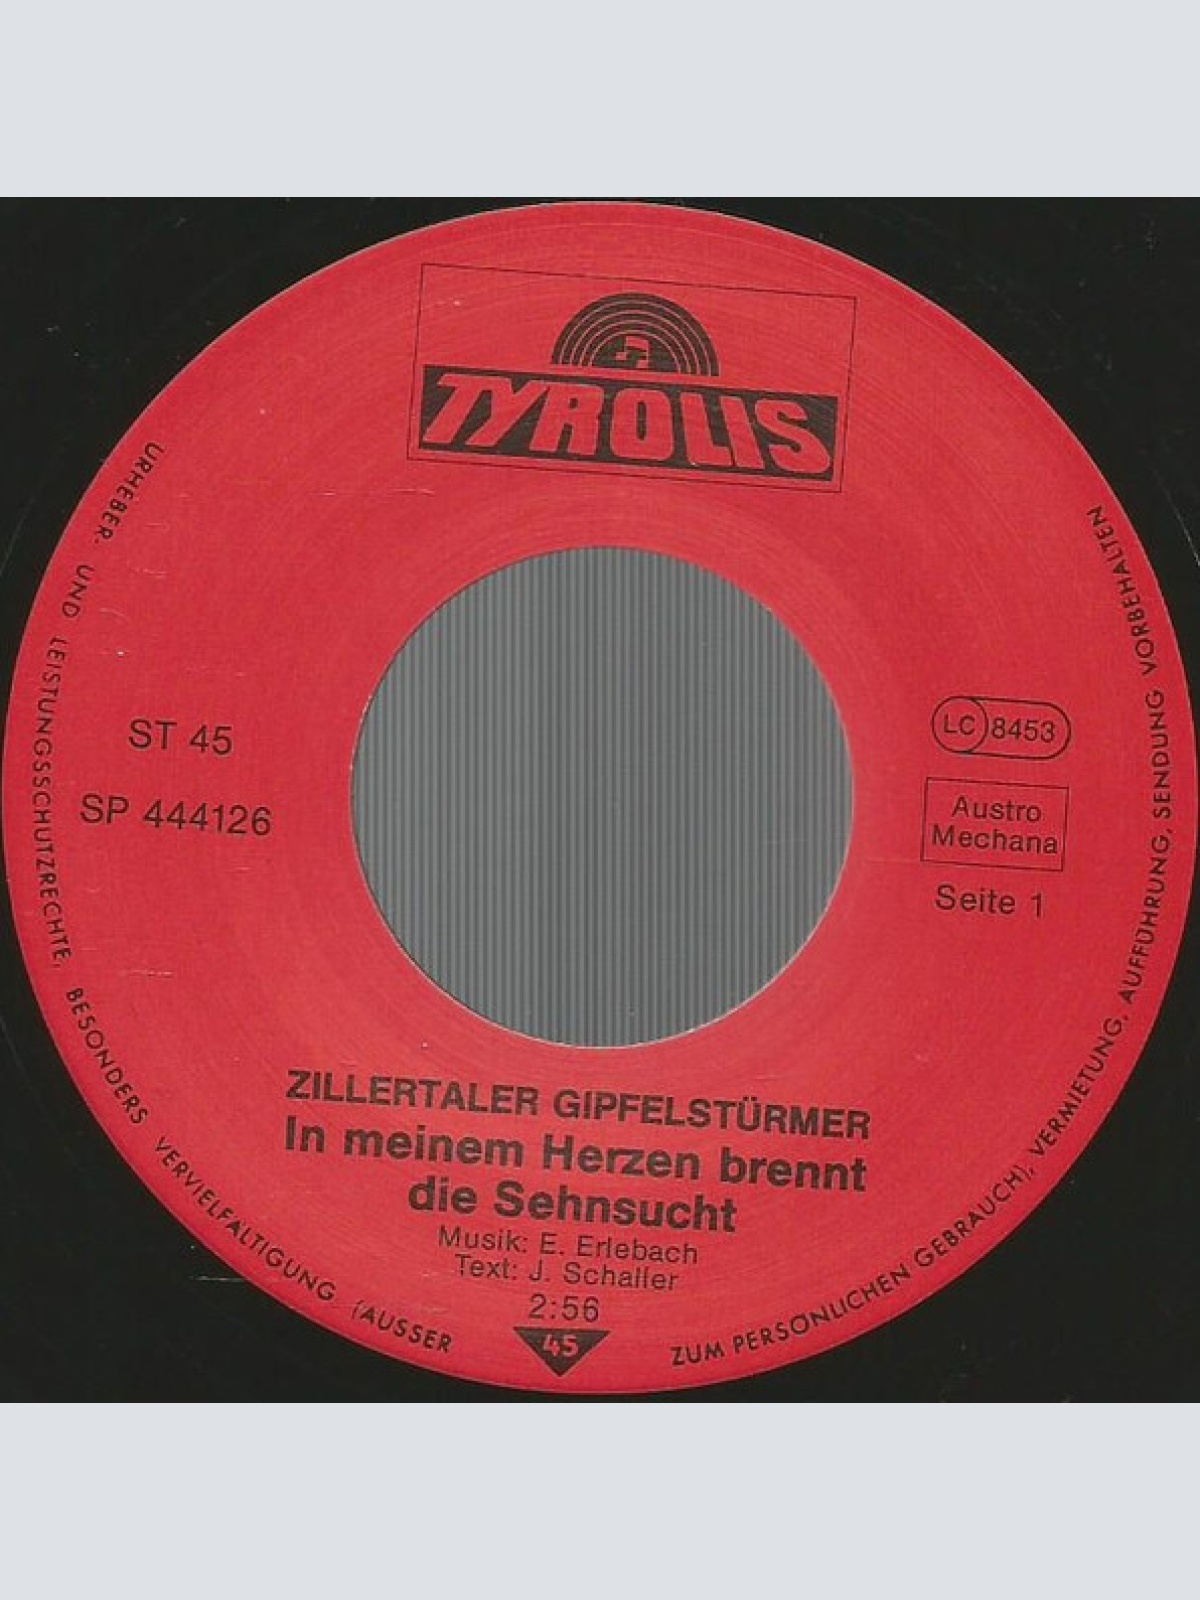 TYROLIS
ST 45
SP 444126
LC 8453
Austro
Mechana
Seite 1
ZILLERTALER GIPFELSTÜRMER
In meinem Herzen brennt
die Sehnsucht
Musik: E. Erlebach
Text: J. Schaller
2:56
45
URHEBER- UND LEISTUNGSSCHUTZRECHTE, BESONDERS VERVIELFALTIGUNG (AUSSER ZUM PERSÖNLICHEN GEBRAUCH), VERMIETUNG, AUFFÜHRUNG, SENDUNG VORBEHALTEN